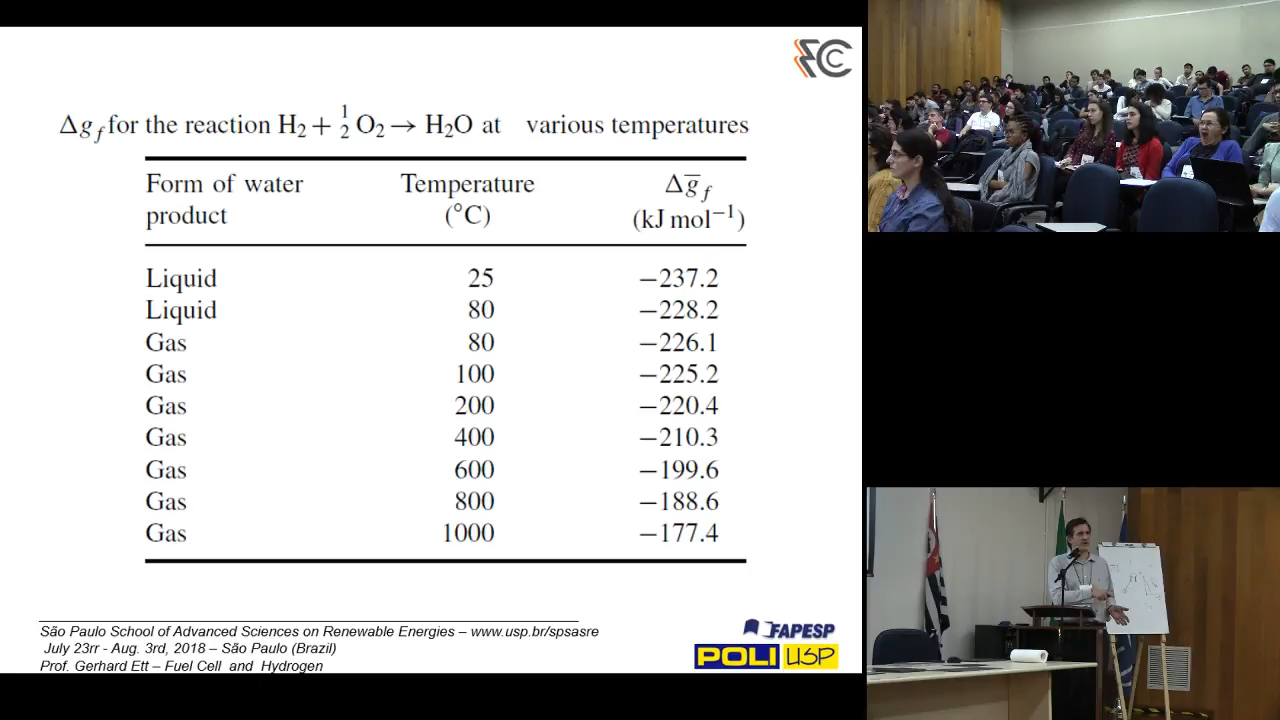 FC
Δg_f for the reaction H₂ + ½ O₂ → H₂O at various temperatures
Form of water product Temperature (°C) Δḡ_f (kJ mol⁻¹)
Liquid 25 −237.2
Liquid 80 −228.2
Gas 80 −226.1
Gas 100 −225.2
Gas 200 −220.4
Gas 400 −210.3
Gas 600 −199.6
Gas 800 −188.6
Gas 1000 −177.4
São Paulo School of Advanced Sciences on Renewable Energies – www.usp.br/spsasre
July 23rr - Aug. 3rd, 2018 – São Paulo (Brazil)
Prof. Gerhard Ett – Fuel Cell and Hydrogen
FAPESP
POLI USP